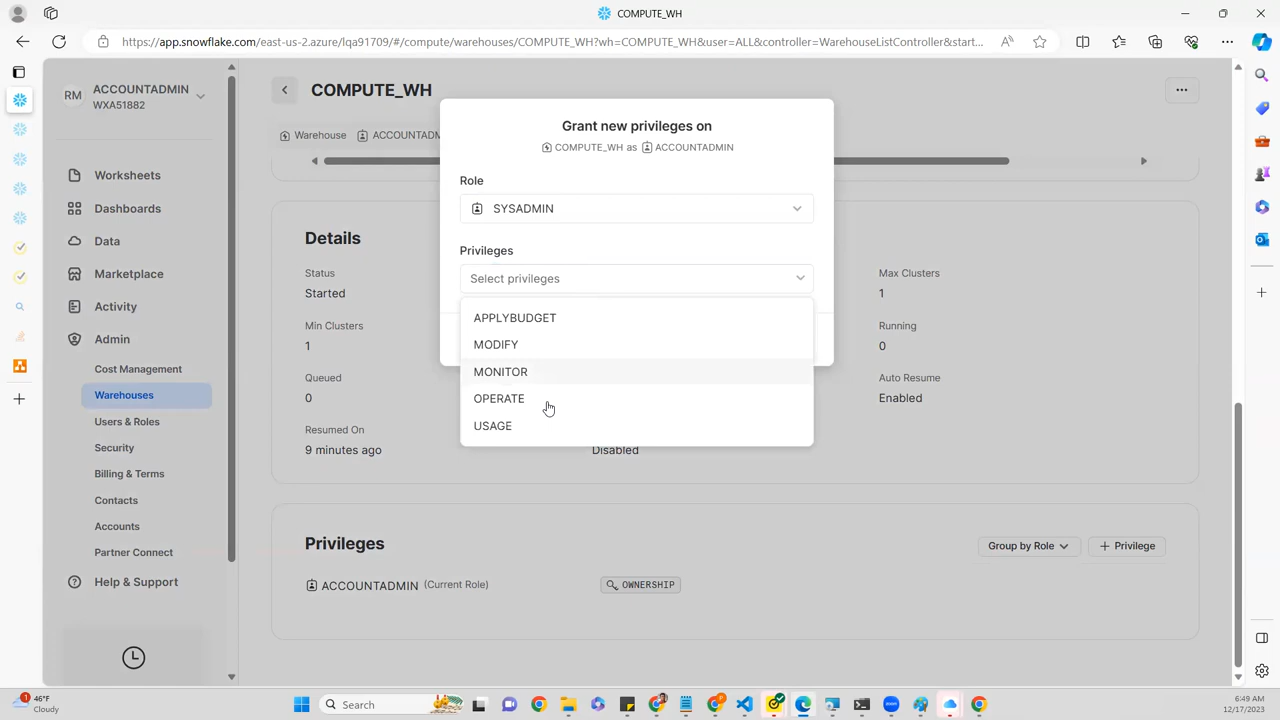 COMPUTE_WH
https://app.snowflake.com/east-us-2.azure/lqa91709/#/compute/warehouses/COMPUTE_WH?wh=COMPUTE_WH&user=ALL&controller=WarehouseListController&start...
RM
ACCOUNTADMIN
WXA51882
Worksheets
Dashboards
Data
Marketplace
Activity
Admin
Cost Management
Warehouses
Users & Roles
Security
Billing & Terms
Contacts
Accounts
Partner Connect
Help & Support
COMPUTE_WH
Warehouse
ACCOUNTADM
Grant new privileges on
COMPUTE_WH as ACCOUNTADMIN
Role
SYSADMIN
Privileges
Select privileges
APPLYBUDGET
MODIFY
MONITOR
OPERATE
USAGE
Details
Status
Started
Max Clusters
1
Min Clusters
1
Running
0
Queued
0
Auto Resume
Enabled
Resumed On
9 minutes ago
Disabled
Privileges
Group by Role
+ Privilege
ACCOUNTADMIN (Current Role)
OWNERSHIP
1
46°F
Cloudy
Search
6:49 AM
12/17/2023